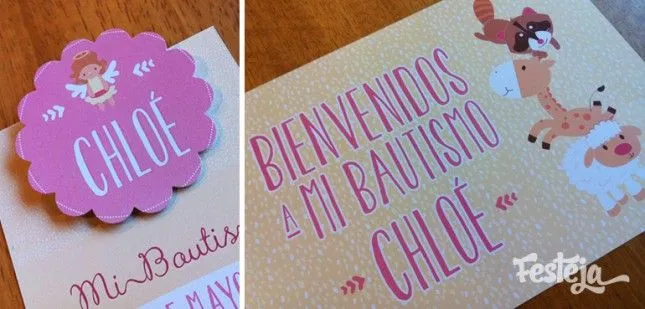 CHLOÉ
Mi Bautis
E MAYO
BIENVENIDOS
A MI BAUTISMO
CHLOÉ
Festeja